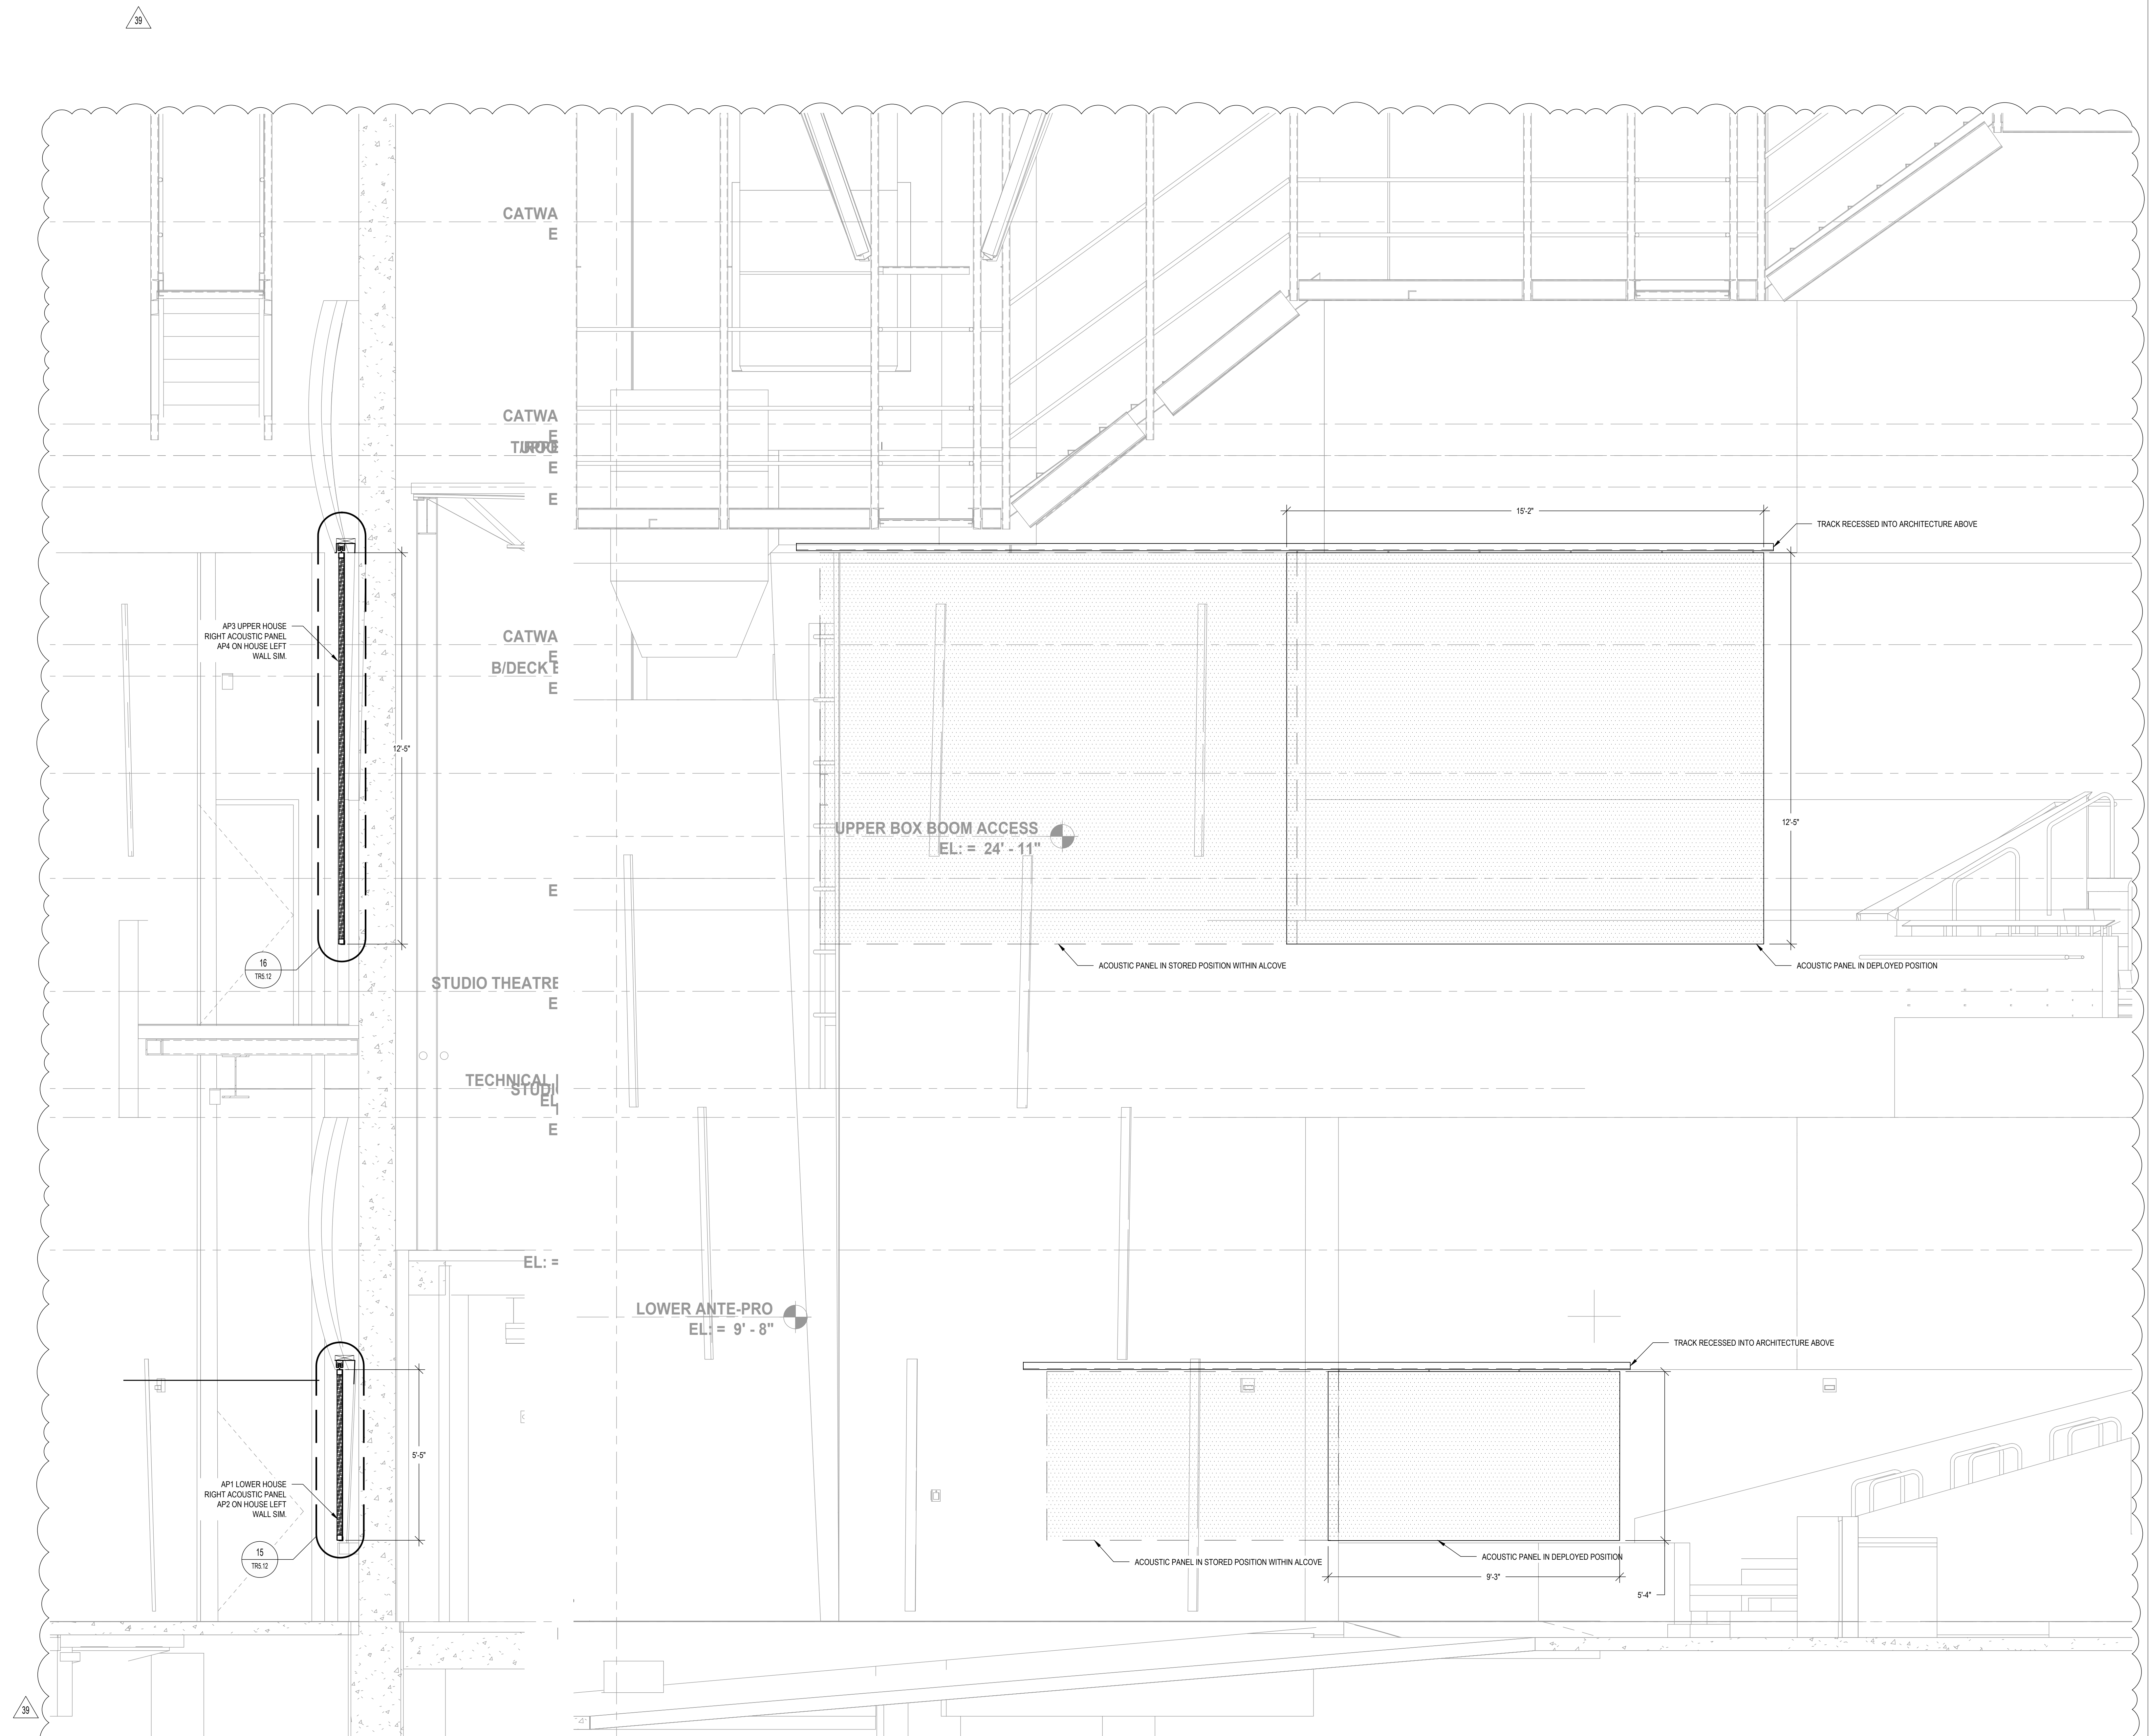 39
CATWA
E
CATWA
E
E
E
15'-2"
TRACK RECESSED INTO ARCHITECTURE ABOVE
AP3 UPPER HOUSE
RIGHT ACOUSTIC PANEL
AP4 ON HOUSE LEFT
WALL SIM.
CATWA
E
B/DECK E
E
12'-5"
12'-5"
UPPER BOX BOOM ACCESS
EL: = 24' - 11"
E
16
TR5.12
ACOUSTIC PANEL IN STORED POSITION WITHIN ALCOVE
ACOUSTIC PANEL IN DEPLOYED POSITION
STUDIO THEATRE
E
TECHNICAL
STUDI
EL
E
EL: =
LOWER ANTE-PRO
EL: = 9' - 8"
TRACK RECESSED INTO ARCHITECTURE ABOVE
5'-5"
AP1 LOWER HOUSE
RIGHT ACOUSTIC PANEL
AP2 ON HOUSE LEFT
WALL SIM.
15
TR5.12
ACOUSTIC PANEL IN STORED POSITION WITHIN ALCOVE
ACOUSTIC PANEL IN DEPLOYED POSITION
9'-3"
5'-4"
39